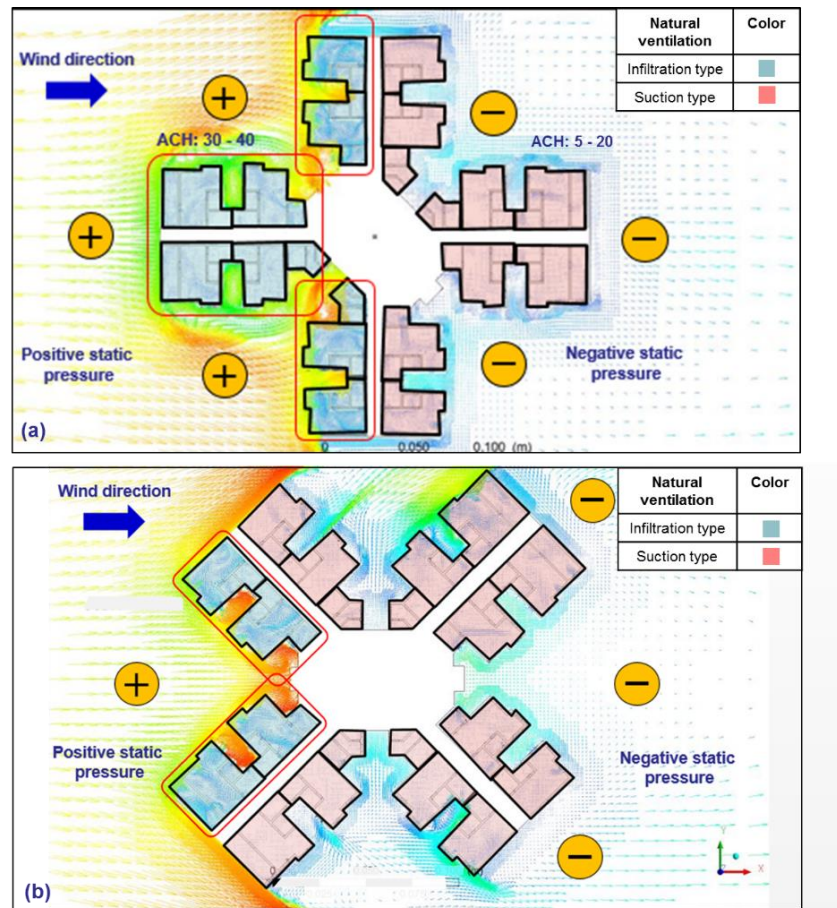 Wind direction
Natural ventilation Color
Infiltration type
Suction type
+
−
ACH: 30 - 40
ACH: 5 - 20
+
−
Positive static
pressure
+
−
Negative static
pressure
(a)
0 0.050 0.100 (m)
Wind direction
−
Natural ventilation Color
Infiltration type
Suction type
+
−
Positive static
pressure
Negative static
pressure
−
Y
X
(b)